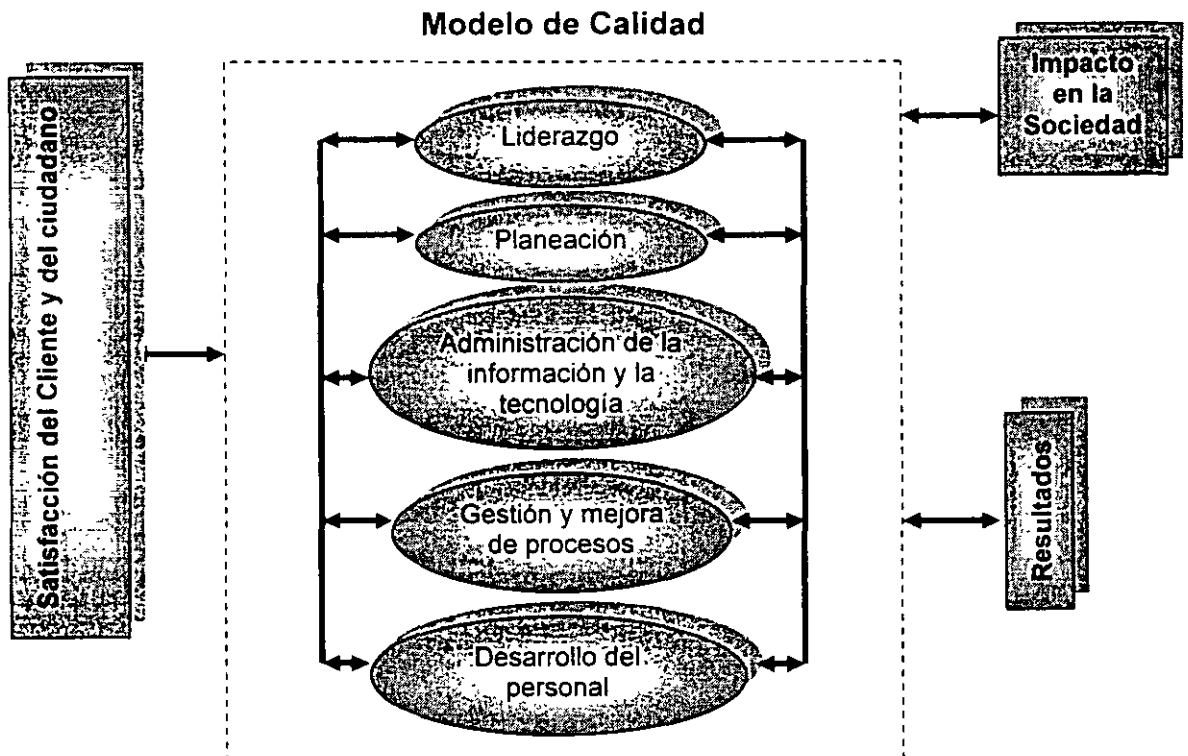 Modelo de Calidad
Satisfacción del Cliente y del ciudadano
Liderazgo
Planeación
Administración de la
información y la
tecnología
Gestión y mejora
de procesos
Desarrollo del
personal
Impacto
en la
Sociedad
Resultados